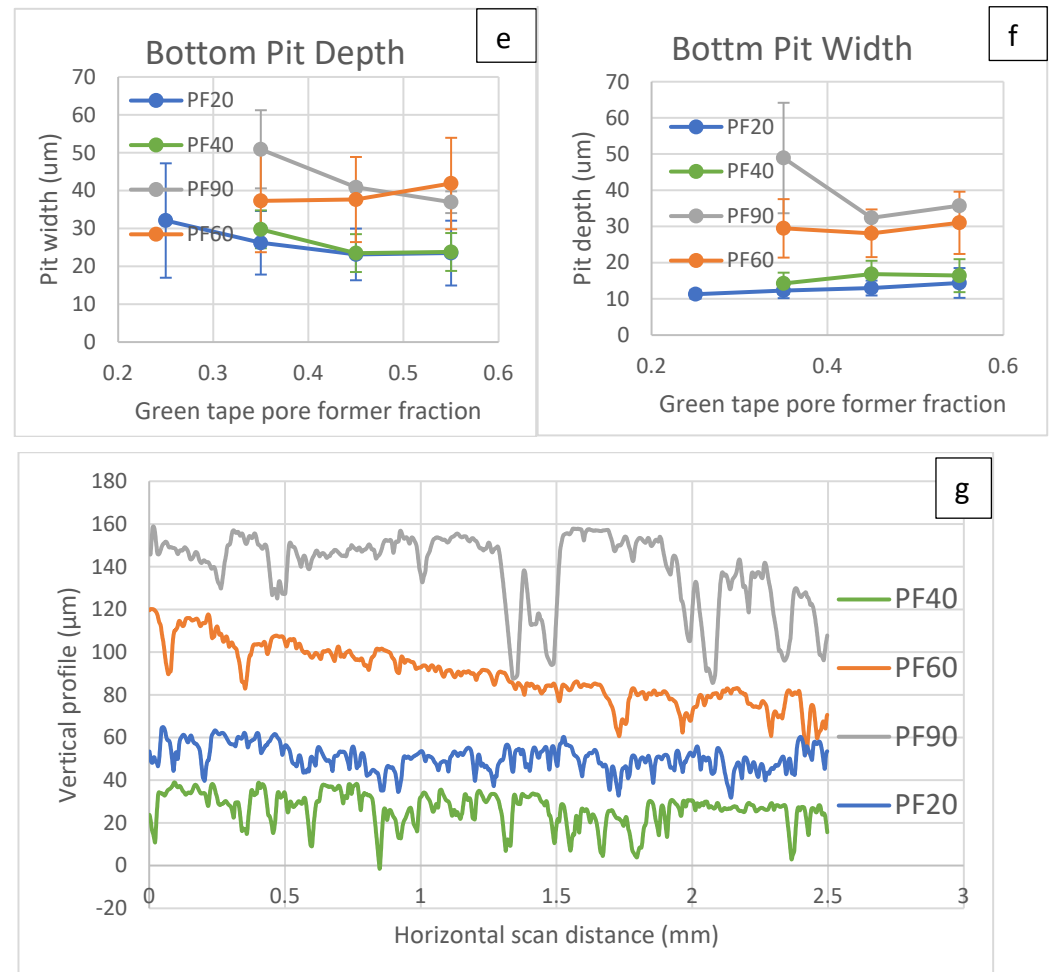 e
Bottom Pit Depth
70
60
50
40
30
20
10
0
Pit width (um)
PF20
PF40
PF90
PF60
0.2 0.3 0.4 0.5 0.6
Green tape pore former fraction
f
Bottm Pit Width
70
60
50
40
30
20
10
0
Pit depth (um)
PF20
PF40
PF90
PF60
0.2 0.4 0.6
Green tape pore former fraction
g
180
160
140
120
100
80
60
40
20
0
-20
Vertical profile (µm)
PF40
PF60
PF90
PF20
0 0.5 1 1.5 2 2.5 3
Horizontal scan distance (mm)